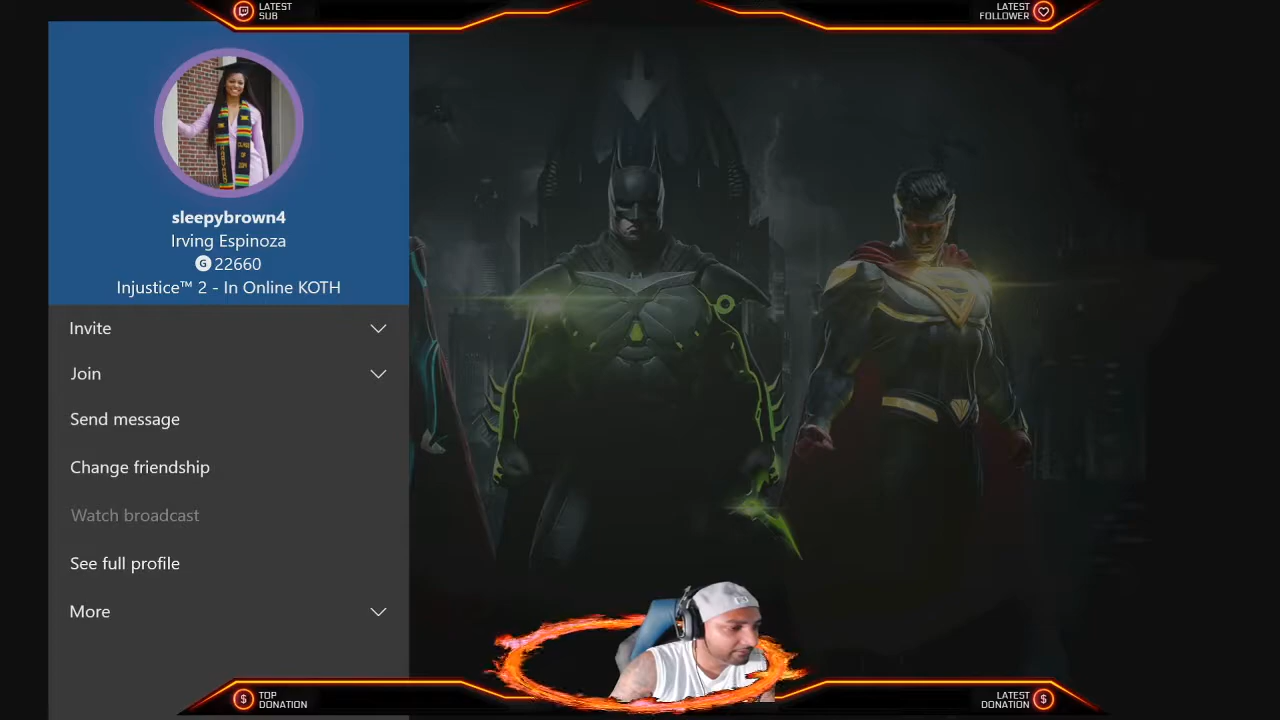 LATEST
SUB
LATEST
FOLLOWER
sleepybrown4
Irving Espinoza
G 22660
Injustice™ 2 - In Online KOTH
Invite
Join
Send message
Change friendship
Watch broadcast
See full profile
More
$ TOP
DONATION
LATEST $
DONATION